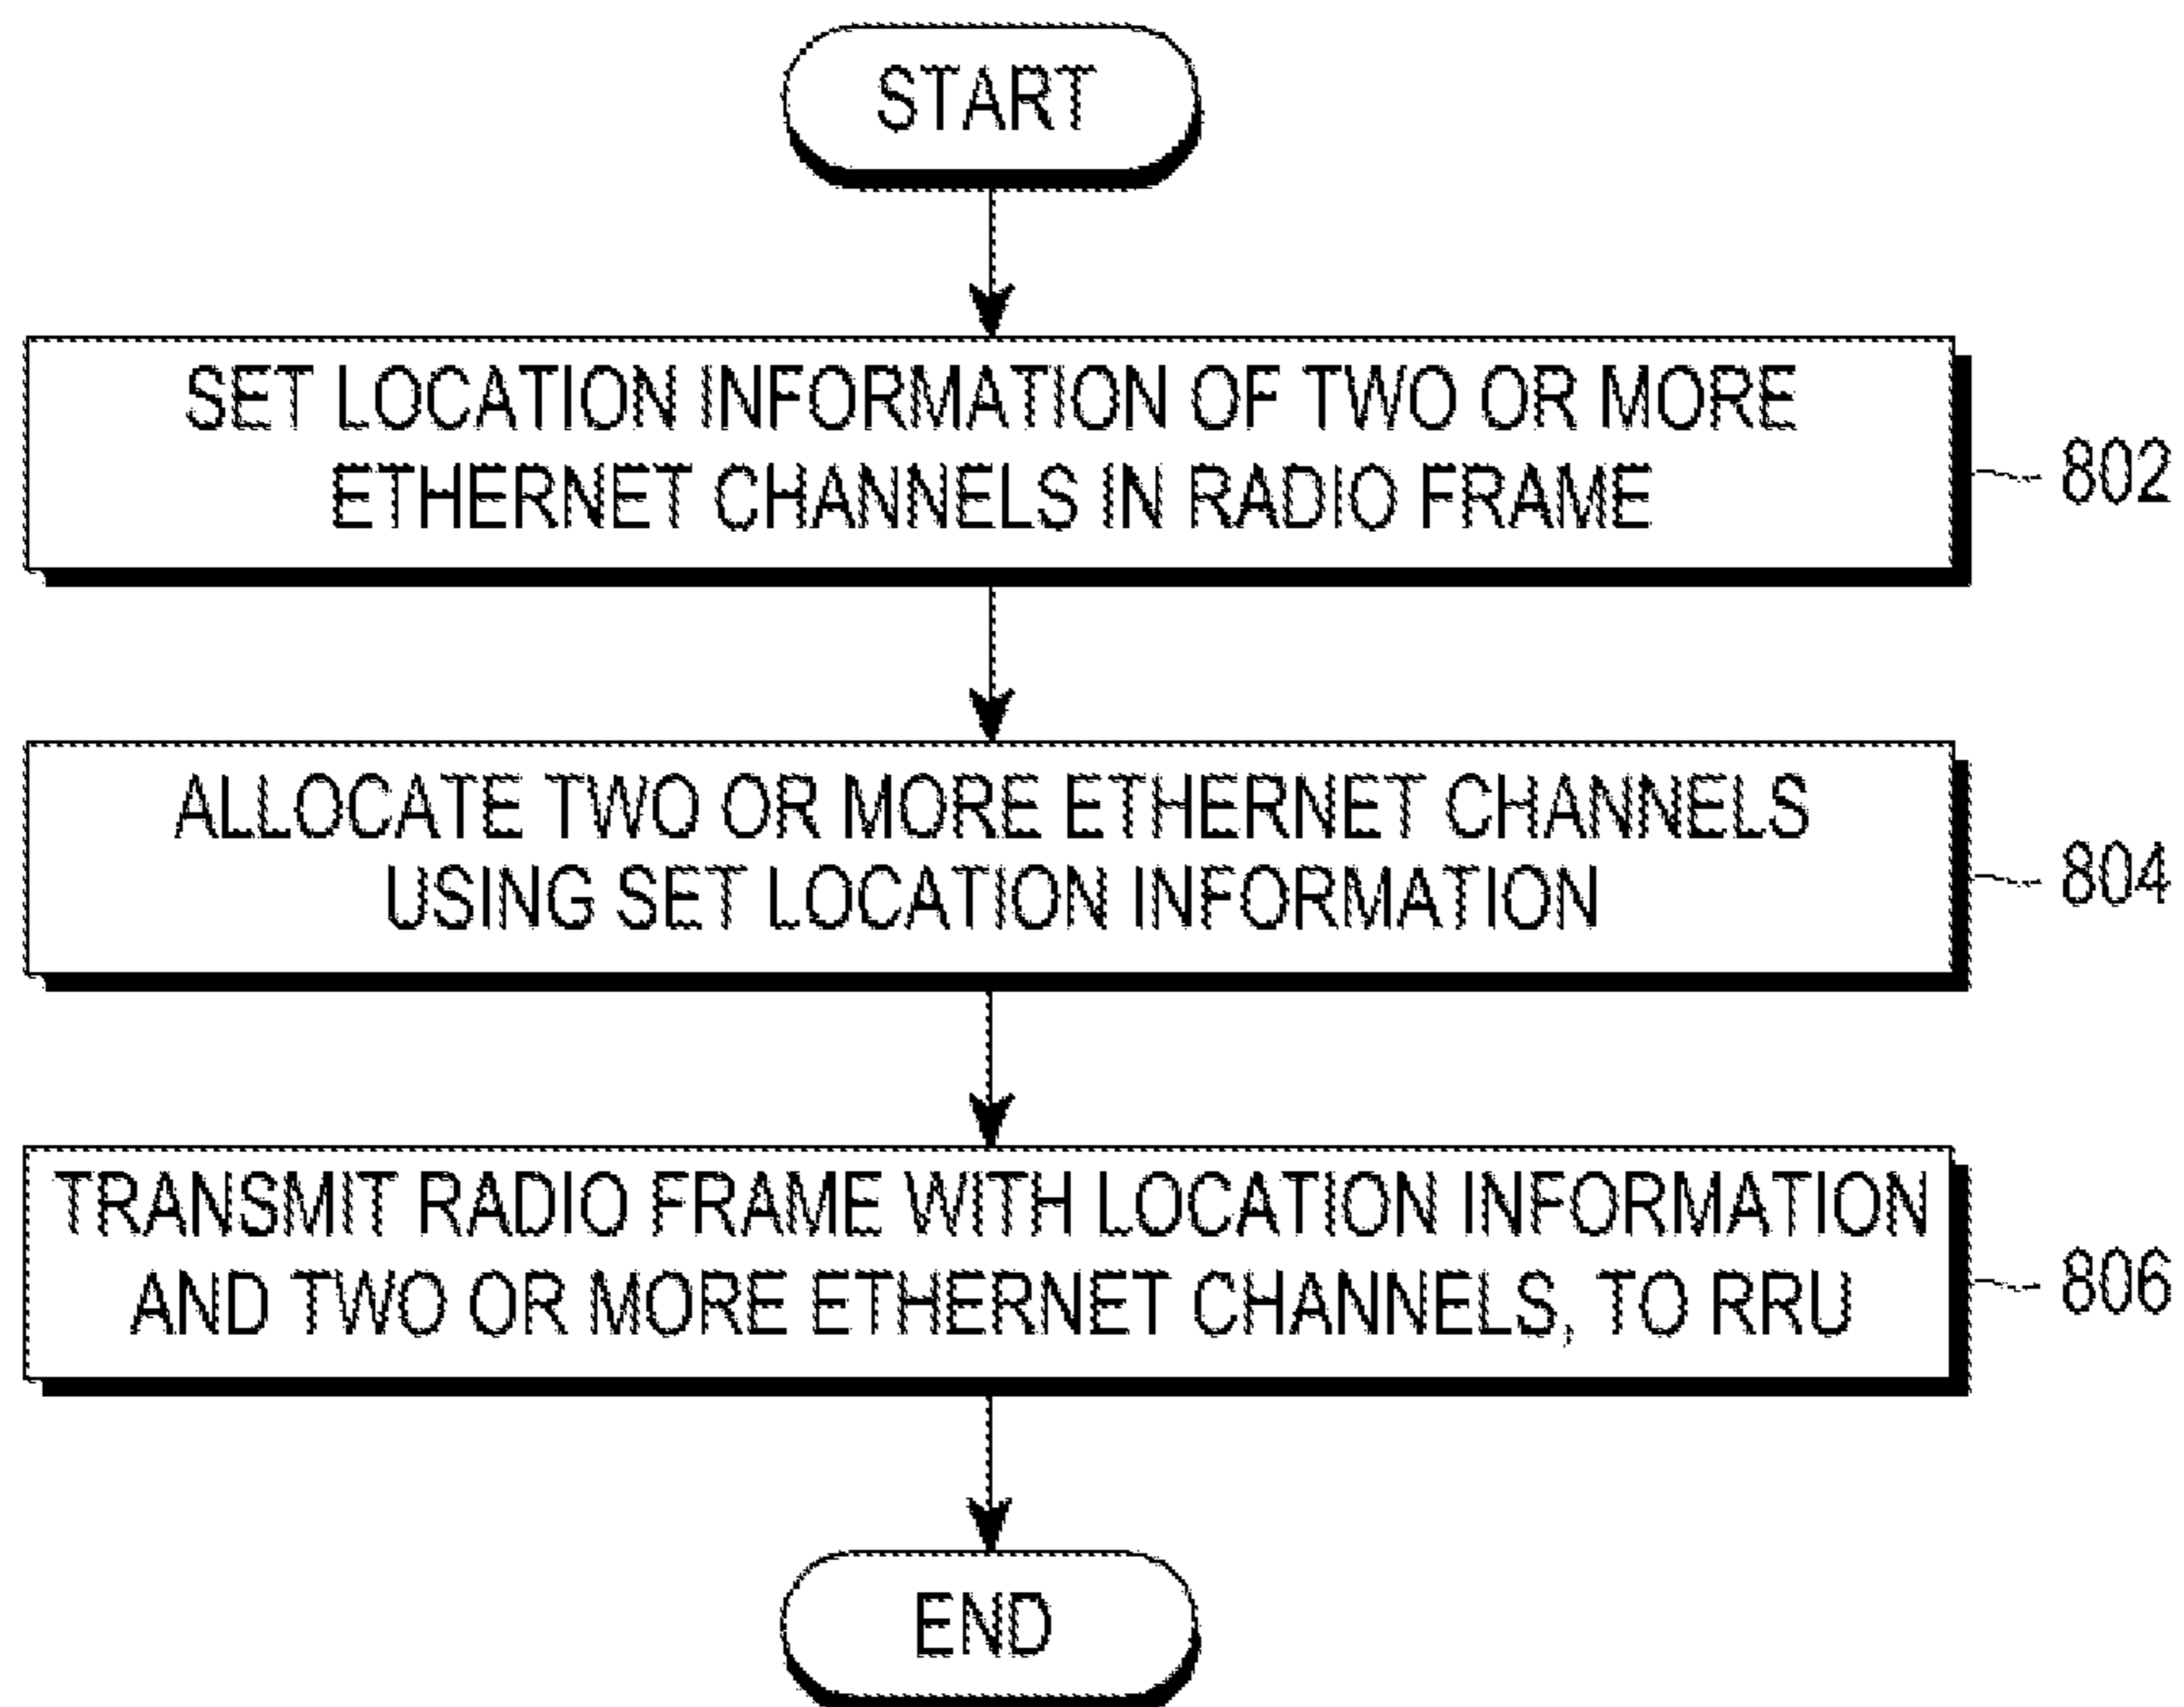 START
SET LOCATION INFORMATION OF TWO OR MORE
ETHERNET CHANNELS IN RADIO FRAME
802
ALLOCATE TWO OR MORE ETHERNET CHANNELS
USING SET LOCATION INFORMATION
804
TRANSMIT RADIO FRAME WITH LOCATION INFORMATION
AND TWO OR MORE ETHERNET CHANNELS, TO RRU
806
END